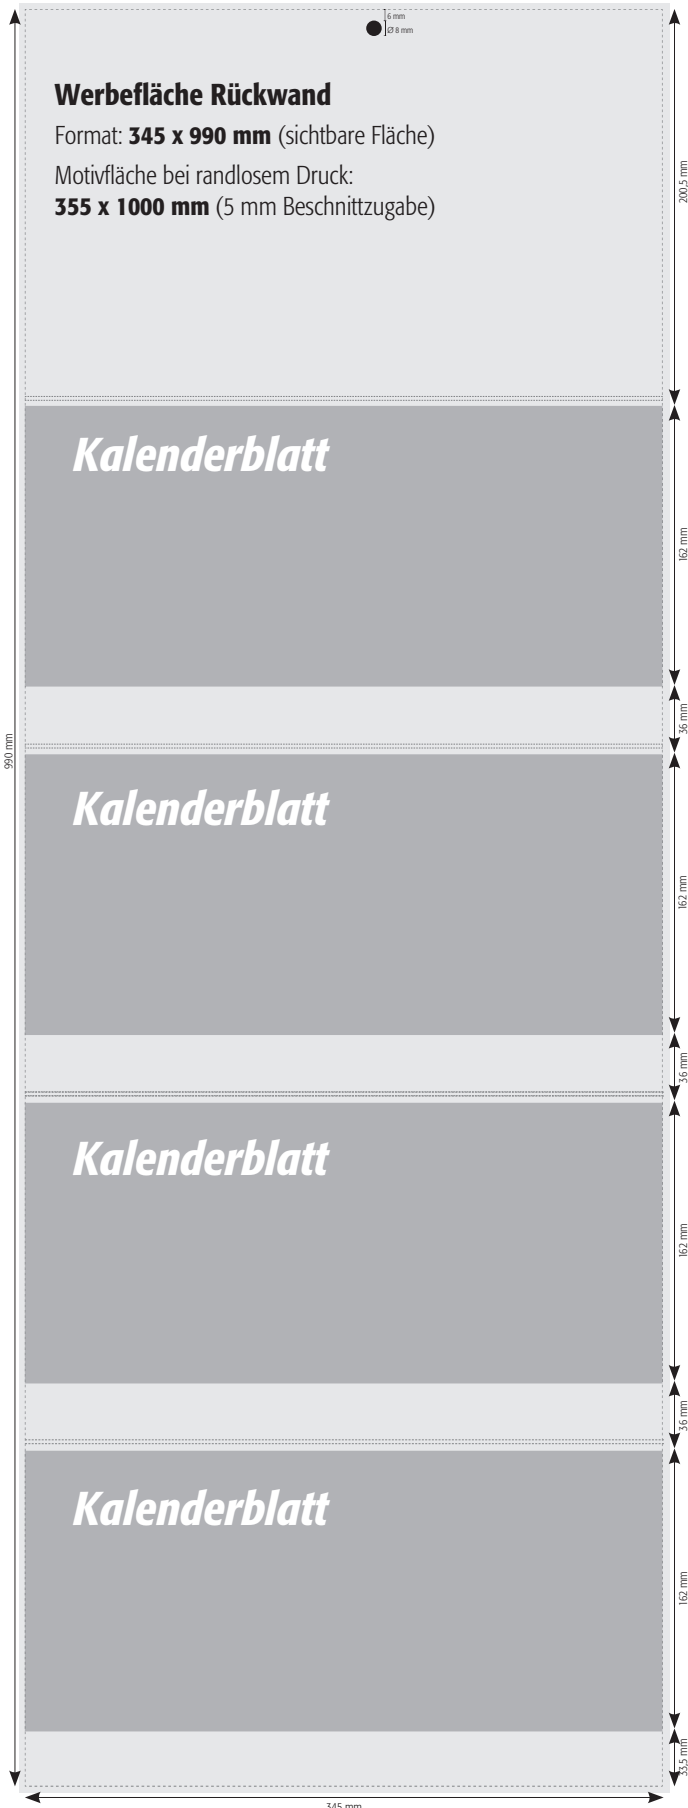 6 mm
Ø 8 mm
Werbefläche Rückwand
Format: 345 x 990 mm (sichtbare Fläche)
Motivfläche bei randlosem Druck:
355 x 1000 mm (5 mm Beschnittzugabe)
200,5 mm
Kalenderblatt
162 mm
36 mm
990 mm
Kalenderblatt
162 mm
36 mm
Kalenderblatt
162 mm
36 mm
Kalenderblatt
162 mm
33,5 mm
345 mm